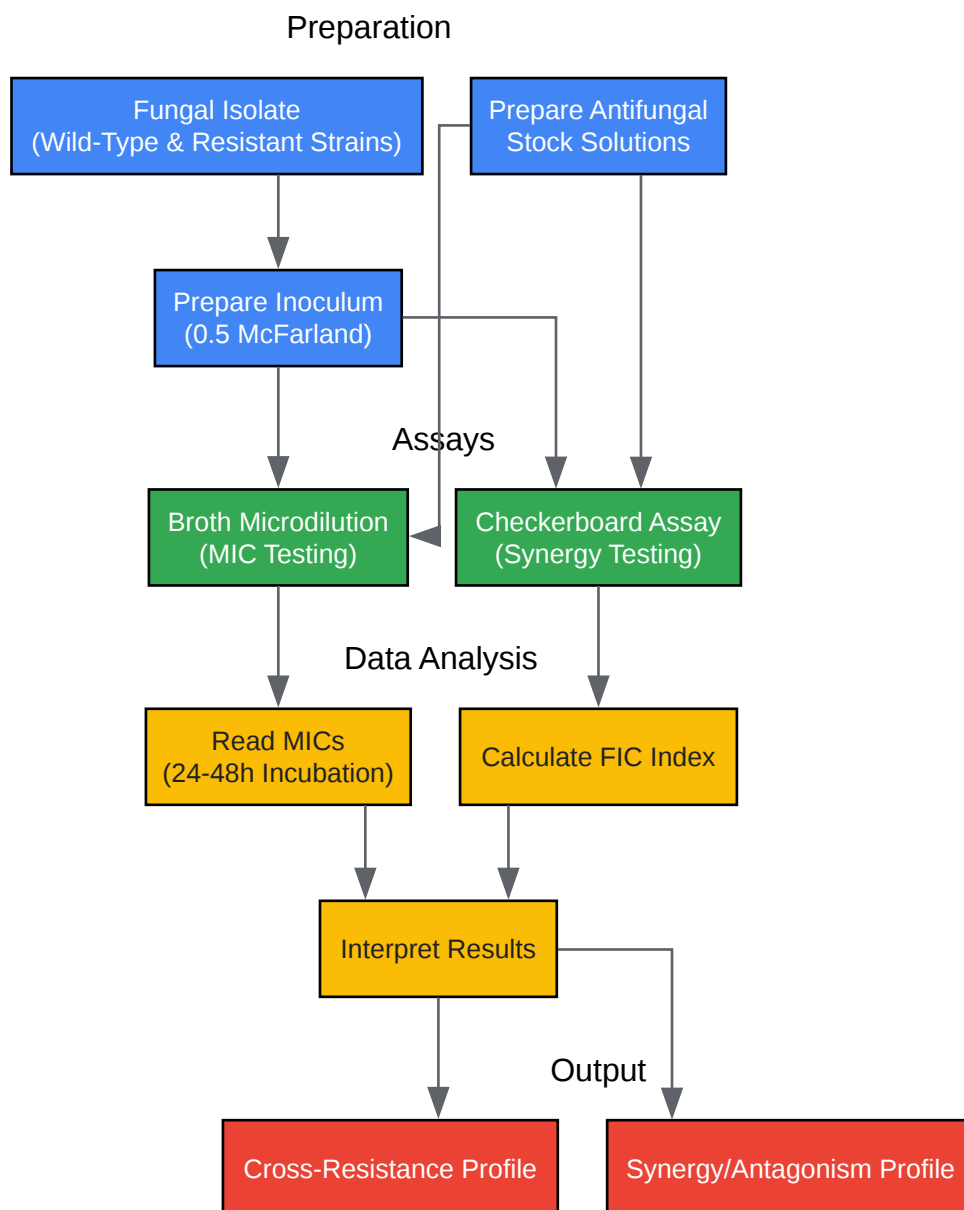 Preparation
Fungal Isolate
(Wild-Type & Resistant Strains)
Prepare Antifungal
Stock Solutions
Prepare Inoculum
(0.5 McFarland)
Assays
Broth Microdilution
(MIC Testing)
Checkerboard Assay
(Synergy Testing)
Data Analysis
Read MICs
(24-48h Incubation)
Calculate FIC Index
Interpret Results
Output
Cross-Resistance Profile
Synergy/Antagonism Profile